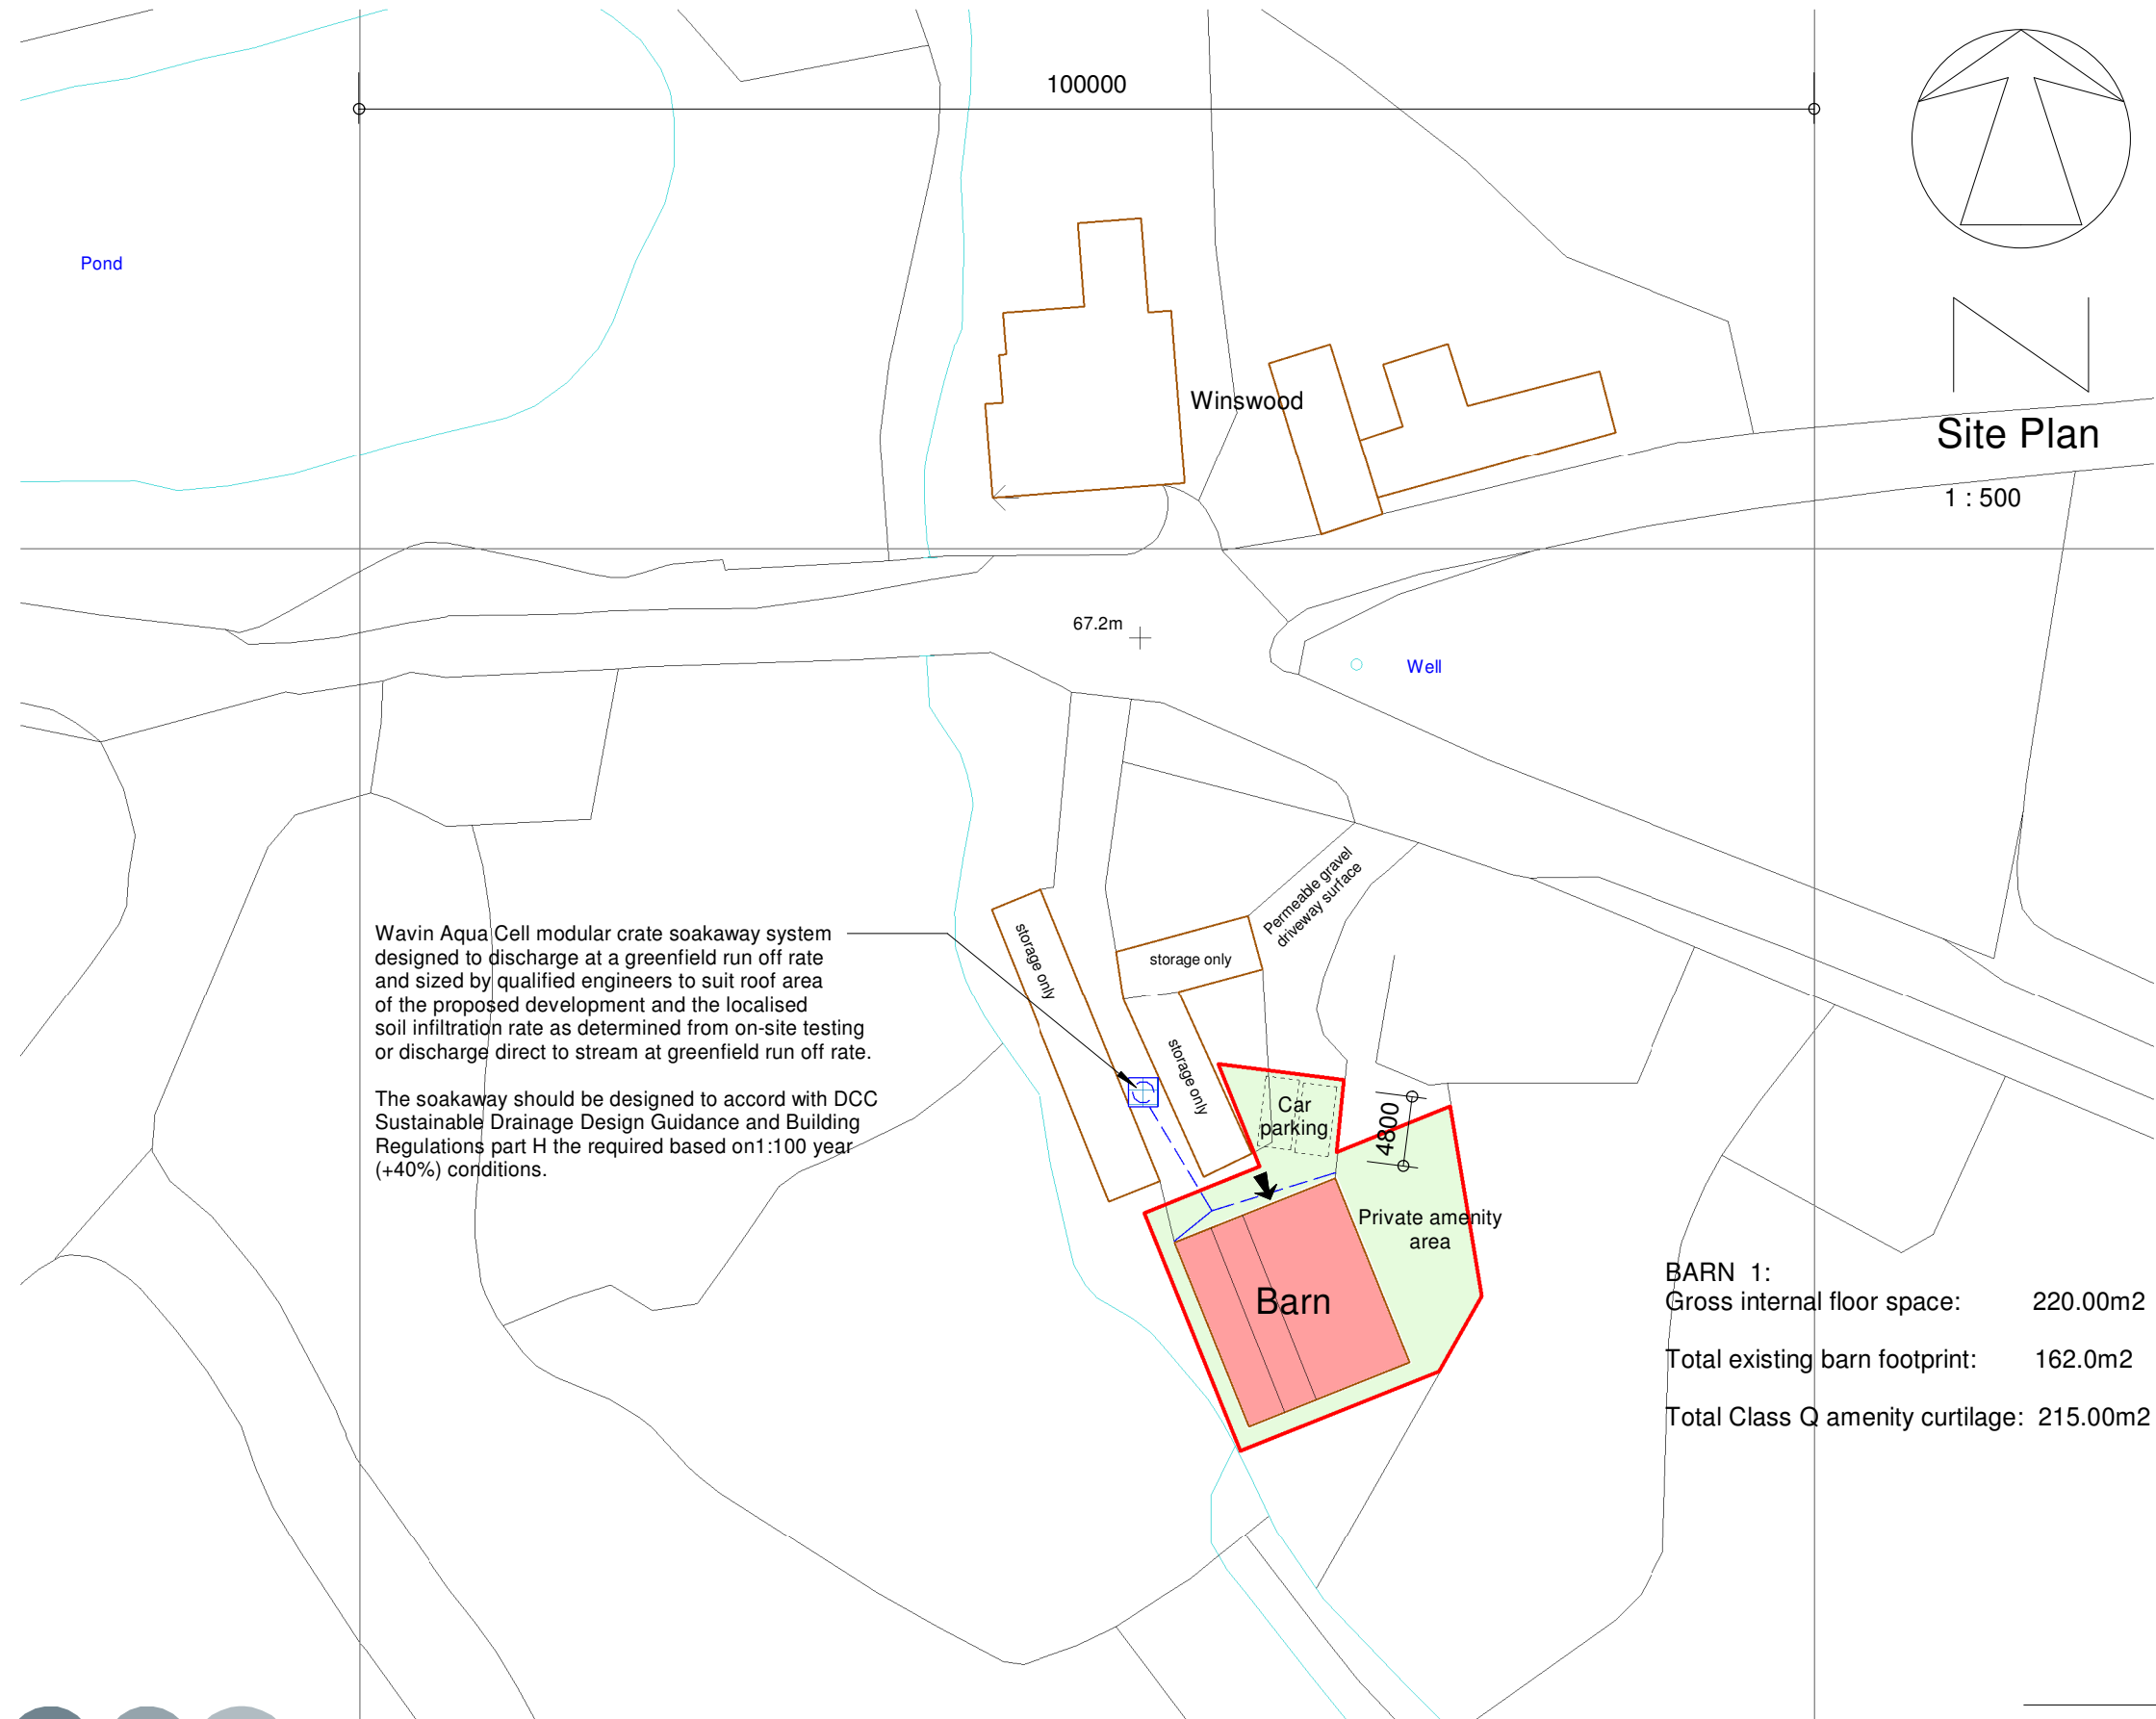 100000
Pond
Winswood
N
Site Plan
1 : 500
67.2m
Well
Permeable gravel
driveway surface
storage only
storage only
storage only
Wavin Aqua Cell modular crate soakaway system
designed to discharge at a greenfield run off rate
and sized by qualified engineers to suit roof area
of the proposed development and the localised
soil infiltration rate as determined from on-site testing
or discharge direct to stream at greenfield run off rate.
The soakaway should be designed to accord with DCC
Sustainable Drainage Design Guidance and Building
Regulations part H the required based on1:100 year
(+40%) conditions.
Car
parking
4800
Private amenity
area
Barn
BARN 1:
Gross internal floor space: 220.00m2
Total existing barn footprint: 162.0m2
Total Class Q amenity curtilage: 215.00m2